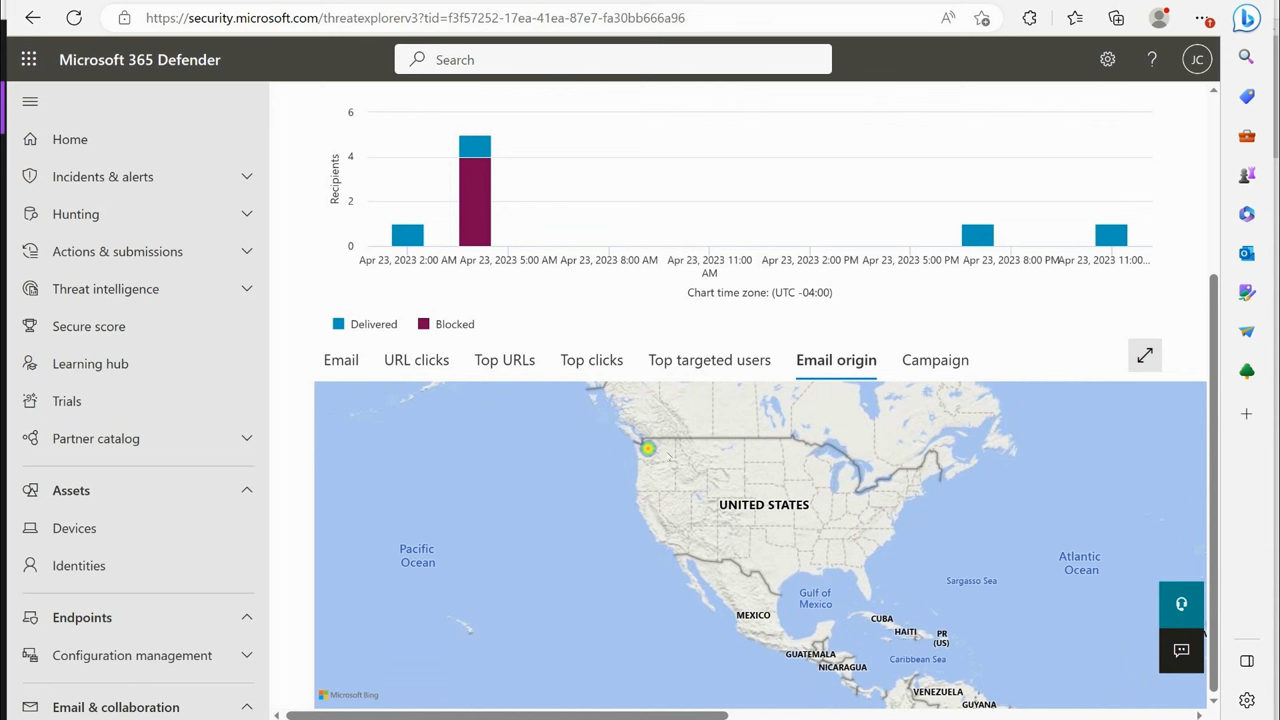 https://security.microsoft.com/threatexplorerv3?tid=f3f57252-17ea-41ea-87e7-fa30bb666a96
Microsoft 365 Defender
Search
JC
Home
Incidents & alerts
Hunting
Actions & submissions
Threat intelligence
Secure score
Learning hub
Trials
Partner catalog
Assets
Devices
Identities
Endpoints
Configuration management
Email & collaboration
Recipients
6
4
2
0
Apr 23, 2023 2:00 AM
Apr 23, 2023 5:00 AM
Apr 23, 2023 8:00 AM
Apr 23, 2023 11:00 AM
Apr 23, 2023 2:00 PM
Apr 23, 2023 5:00 PM
Apr 23, 2023 8:00 PM
Apr 23, 2023 11:00...
Chart time zone: (UTC -04:00)
Delivered
Blocked
Email
URL clicks
Top URLs
Top clicks
Top targeted users
Email origin
Campaign
UNITED STATES
Pacific
Ocean
Atlantic
Ocean
Sargasso Sea
Gulf of
Mexico
MEXICO
CUBA
HAITI
PR
(US)
GUATEMALA
NICARAGUA
Caribbean Sea
VENEZUELA
GUYANA
Microsoft Bing